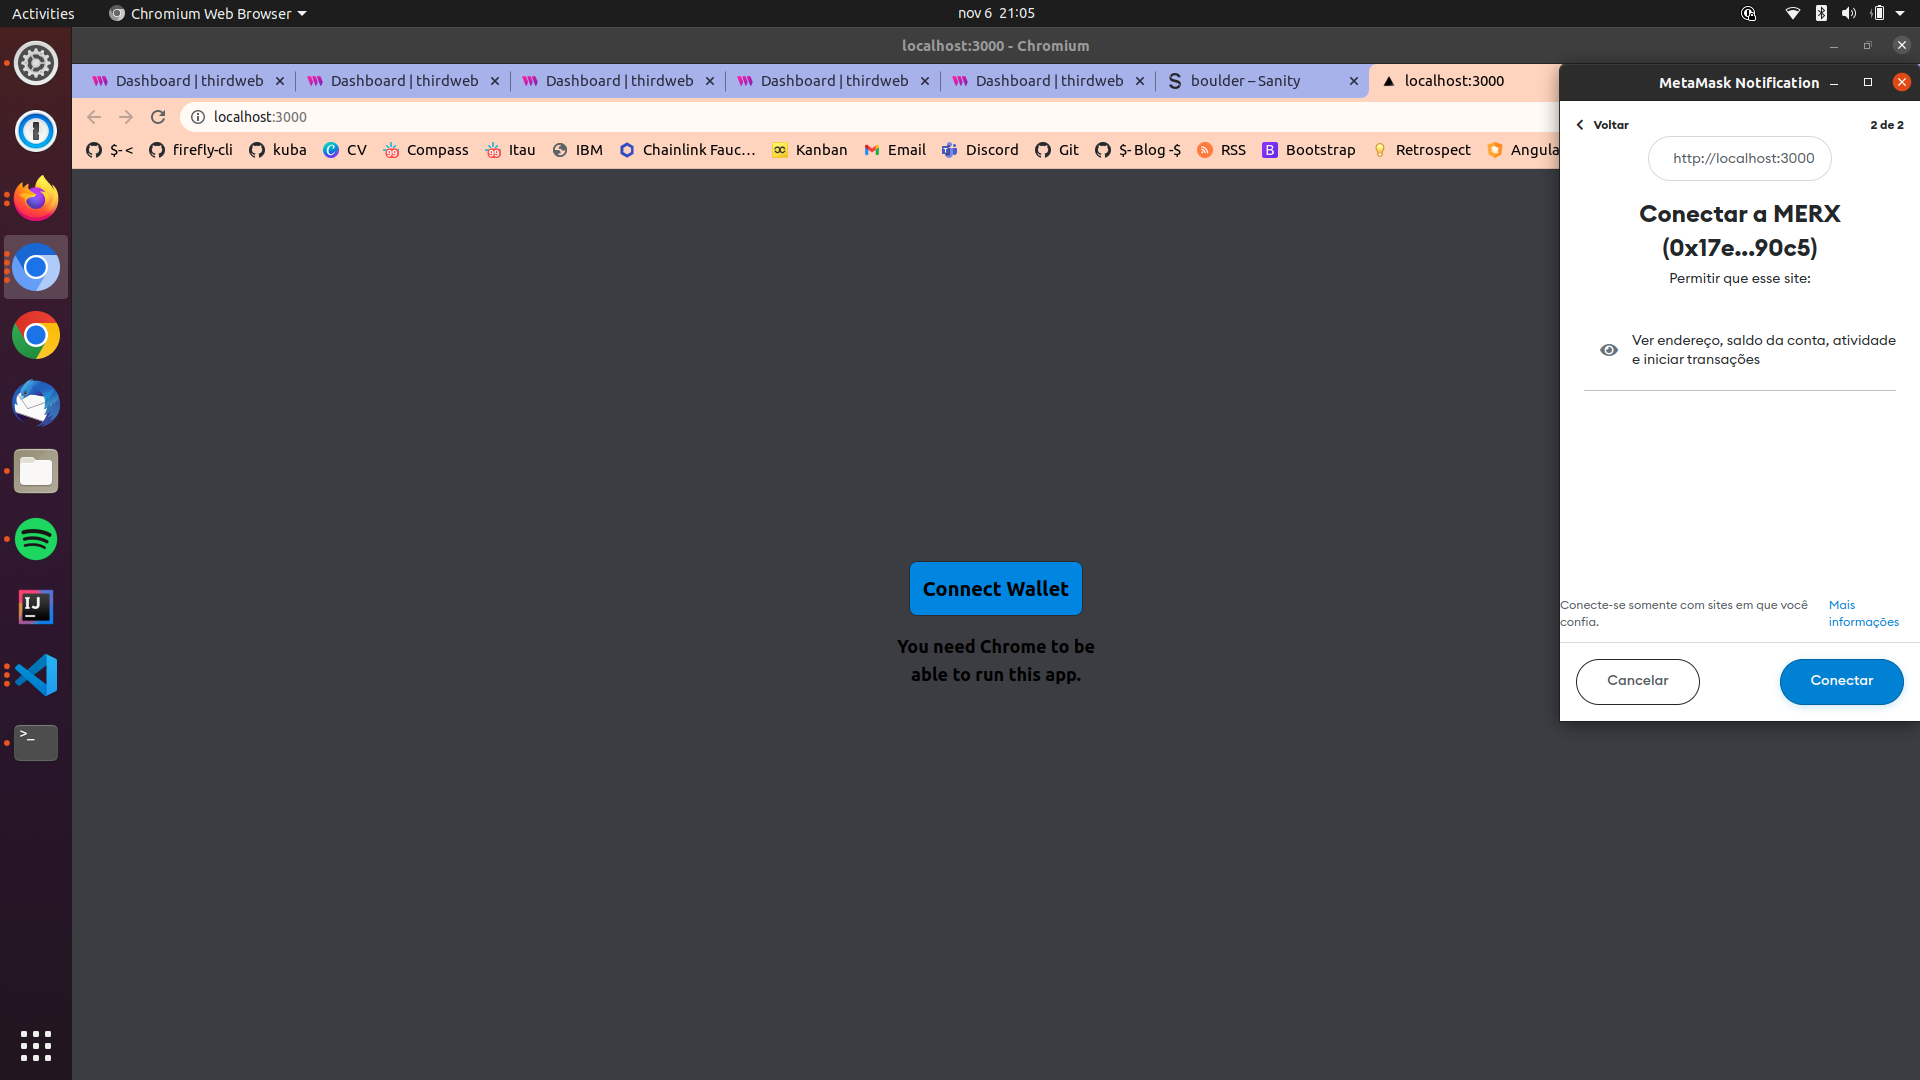 Activities
Chromium Web Browser
nov 6 21:05
localhost:3000 - Chromium
Dashboard | thirdweb
Dashboard | thirdweb
Dashboard | thirdweb
Dashboard | thirdweb
Dashboard | thirdweb
boulder – Sanity
localhost:3000
localhost:3000
$- <
firefly-cli
kuba
CV
Compass
Itau
IBM
Chainlink Fauc...
Kanban
Email
Discord
Git
$- Blog -$
RSS
Bootstrap
Retrospect
Angula
Connect Wallet
You need Chrome to be
able to run this app.
MetaMask Notification
Voltar
2 de 2
http://localhost:3000
Conectar a MERX
(0x17e...90c5)
Permitir que esse site:
Ver endereço, saldo da conta, atividade
e iniciar transações
Conecte-se somente com sites em que você
confia.
Mais
informações
Cancelar
Conectar